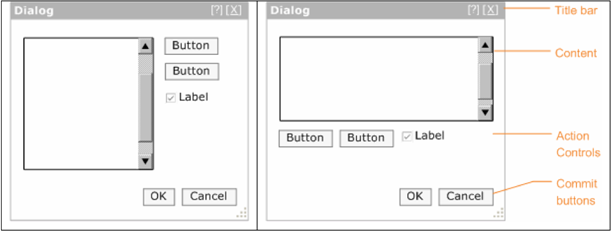 Dialog [?] [X]
Button
Button
Label
OK Cancel
Dialog [?] [X]
Button Button Label
OK Cancel
Title bar
Content
Action
Controls
Commit
buttons